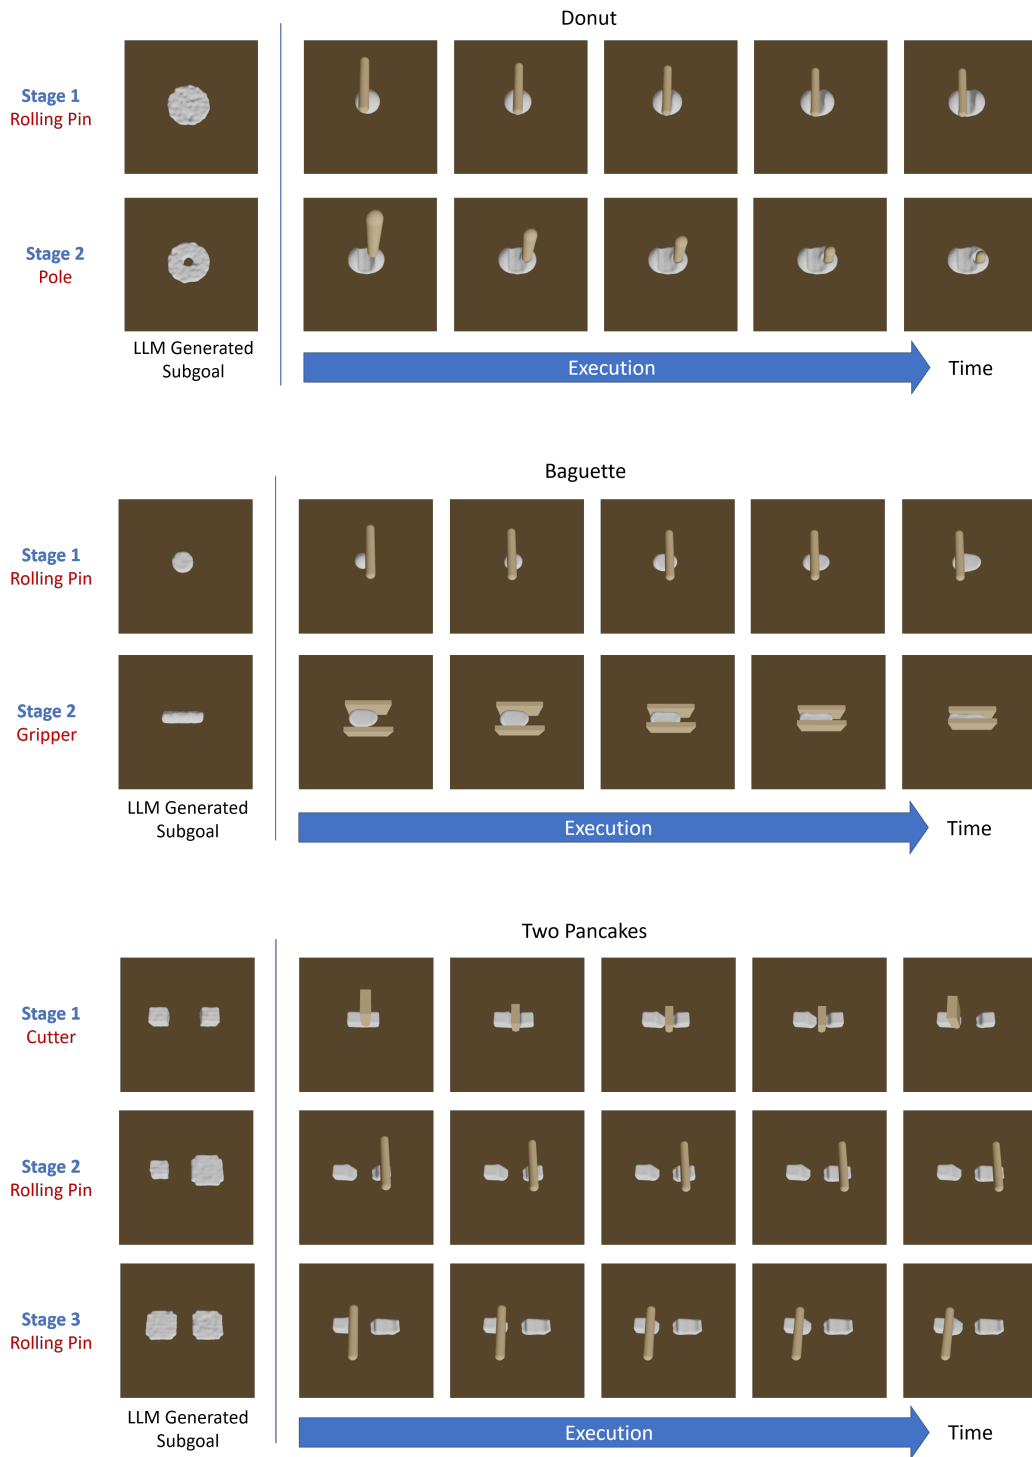 Donut
Stage 1
Rolling Pin
Stage 2
Pole
LLM Generated
Subgoal
Execution
Time
Baguette
Stage 1
Rolling Pin
Stage 2
Gripper
LLM Generated
Subgoal
Execution
Time
Two Pancakes
Stage 1
Cutter
Stage 2
Rolling Pin
Stage 3
Rolling Pin
LLM Generated
Subgoal
Execution
Time